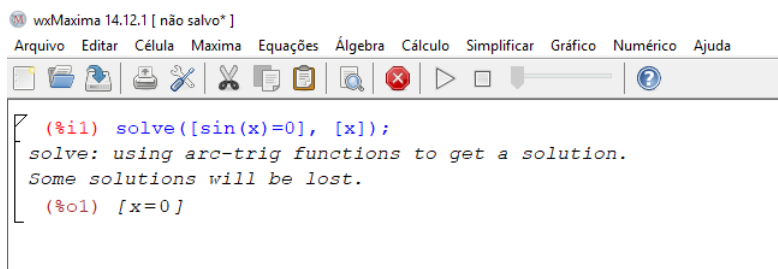 wxMaxima 14.12.1 [ não salvo* ]
Arquivo Editar Célula Maxima Equações Álgebra Cálculo Simplificar Gráfico Numérico Ajuda
(%i1) solve([sin(x)=0], [x]);
solve: using arc-trig functions to get a solution.
Some solutions will be lost.
(%o1) [x=0]